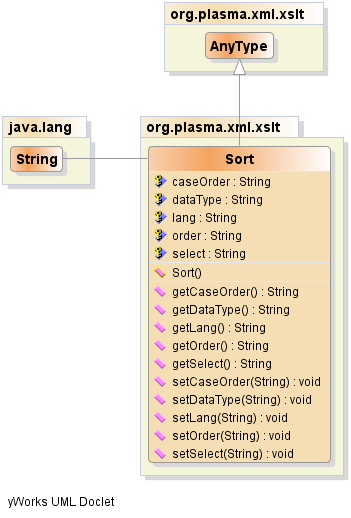 org.plasma.xml.xslt
AnyType
java.lang
String
org.plasma.xml.xslt
Sort
caseOrder : String
dataType : String
lang : String
order : String
select : String
Sort()
getCaseOrder() : String
getDataType() : String
getLang() : String
getOrder() : String
getSelect() : String
setCaseOrder(String) : void
setDataType(String) : void
setLang(String) : void
setOrder(String) : void
setSelect(String) : void
yWorks UML Doclet